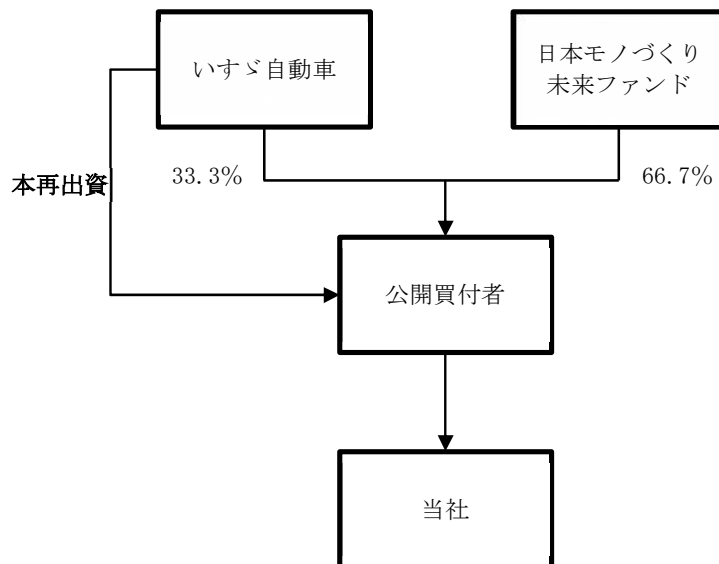 いすゞ自動車
日本モノづくり
未来ファンド
本再出資
33.3%
66.7%
公開買付者
当社